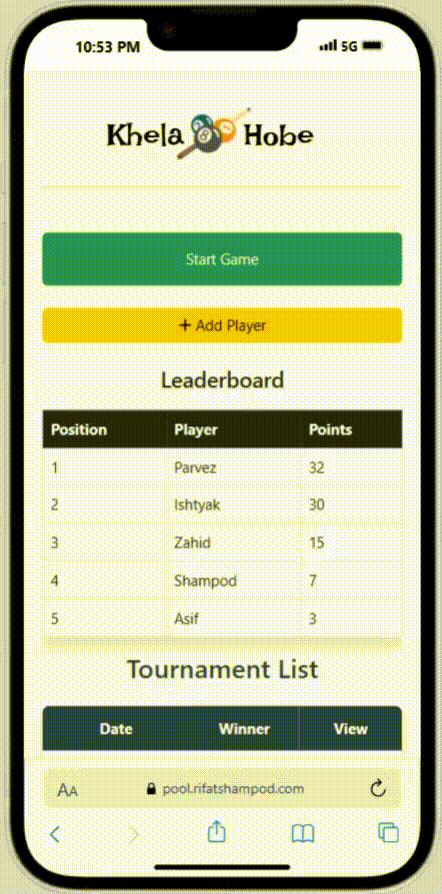 10:53 PM 5G
Khela 8 Hobe
Start Game
+ Add Player
Leaderboard
Position Player Points
1 Parvez 32
2 Ishtyak 30
3 Zahid 15
4 Shampod 7
5 Asif 3
Tournament List
Date Winner View
AA pool.rifatshampod.com